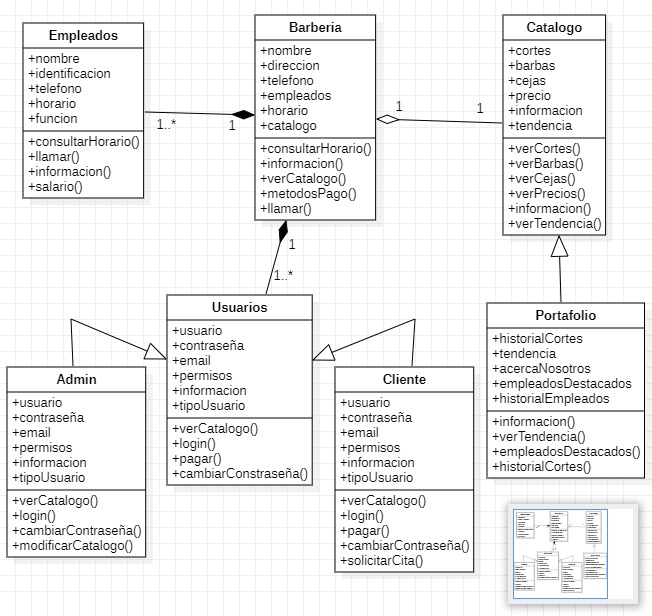 Empleados
+nombre
+identificacion
+telefono
+horario
+funcion
+consultarHorario()
+llamar()
+informacion()
+salario()
1..*
1
Barberia
+nombre
+direccion
+telefono
+empleados
+horario
+catalogo
+consultarHorario()
+informacion()
+verCatalogo()
+metodosPago()
+llamar()
1
1
Catalogo
+cortes
+barbas
+cejas
+precio
+informacion
+tendencia
+verCortes()
+verBarbas()
+verCejas()
+verPrecios()
+informacion()
+verTendencia()
1
1..*
Usuarios
+usuario
+contraseña
+email
+permisos
+informacion
+tipoUsuario
+verCatalogo()
+login()
+pagar()
+cambiarConstraseña()
Portafolio
+historialCortes
+tendencia
+acercaNosotros
+empleadosDestacados
+historialEmpleados
+informacion()
+verTendencia()
+empleadosDestacados()
+historialCortes()
Admin
+usuario
+contraseña
+email
+permisos
+informacion
+tipoUsuario
+verCatalogo()
+login()
+cambiarContraseña()
+modificarCatalogo()
Cliente
+usuario
+contraseña
+email
+permisos
+informacion
+tipoUsuario
+verCatalogo()
+login()
+pagar()
+cambiarContraseña()
+solicitarCita()